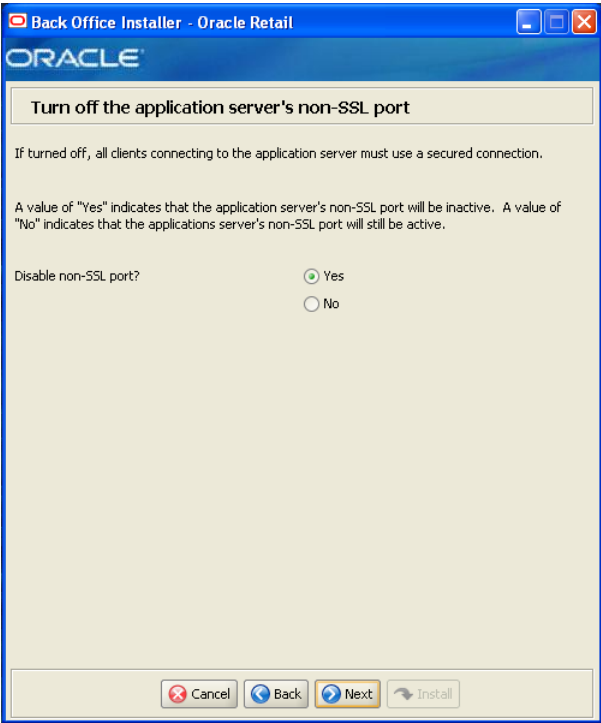 Back Office Installer - Oracle Retail
ORACLE
Turn off the application server's non-SSL port
If turned off, all clients connecting to the application server must use a secured connection.
A value of "Yes" indicates that the application server's non-SSL port will be inactive.  A value of
"No" indicates that the applications server's non-SSL port will still be active.
Disable non-SSL port?
Yes
No
Cancel
Back
Next
Install